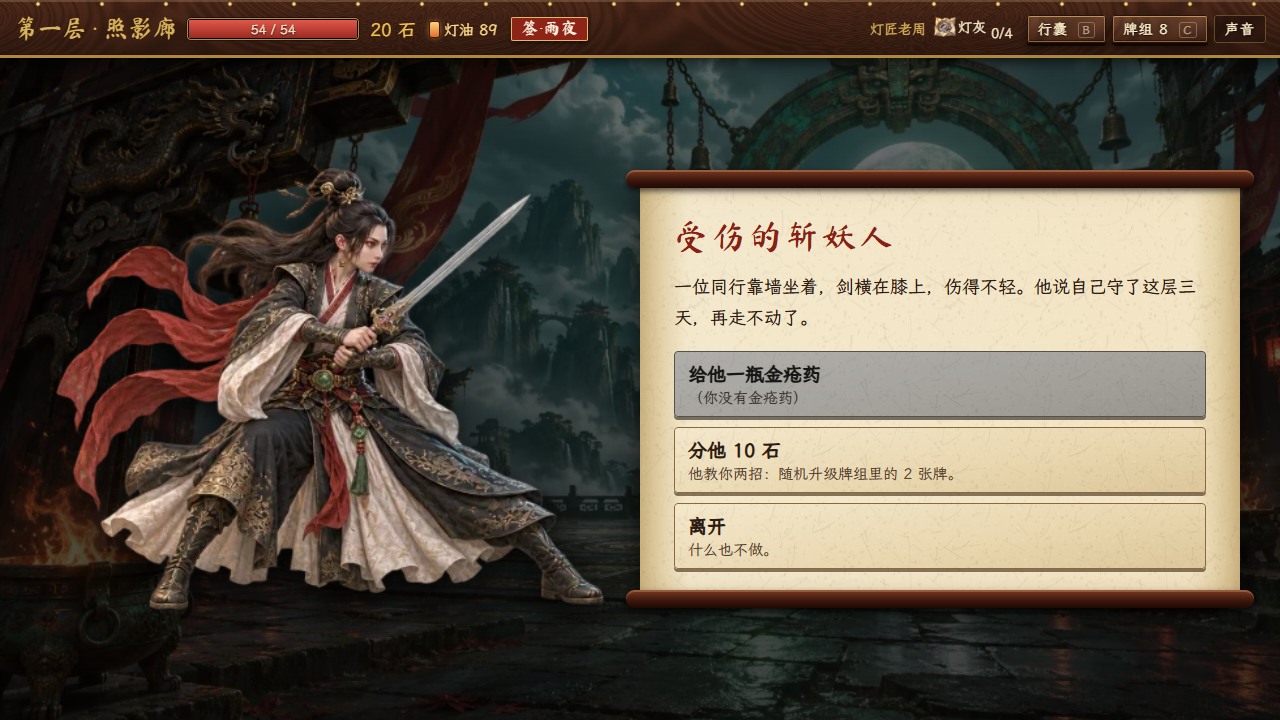 第一层·照影廊
54 / 54
20 石
灯油 89
签·雨夜
灯匠老周
灯灰 0/4
行囊 B
牌组 8 C
声音
受伤的斩妖人
一位同行靠墙坐着，剑横在膝上，伤得不轻。他说自己守了这层三
天，再走不动了。
给他一瓶金疮药
（你没有金疮药）
分他 10 石
他教你两招：随机升级牌组里的 2 张牌。
离开
什么也不做。